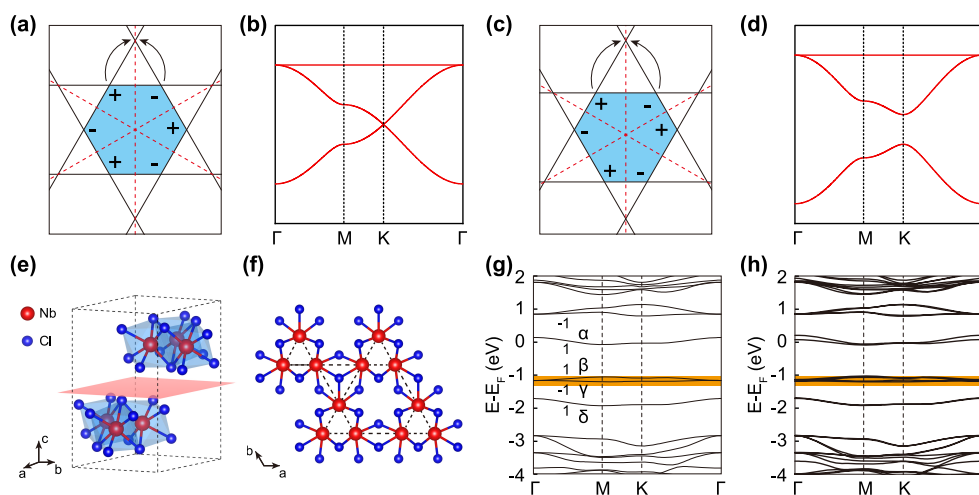 (a)
+ -
- +
+ -
(b)
Γ M K Γ
(c)
+ -
- +
+ -
(d)
Γ M K Γ
(e)
Nb
Cl
c
a b
(f)
b
a
(g)
E-E_F (eV)
2
1
0
-1
-2
-3
-4
-1 α
1 β
1 γ
-1 δ
1
Γ M K Γ
(h)
E-E_F (eV)
2
1
0
-1
-2
-3
-4
Γ M K Γ